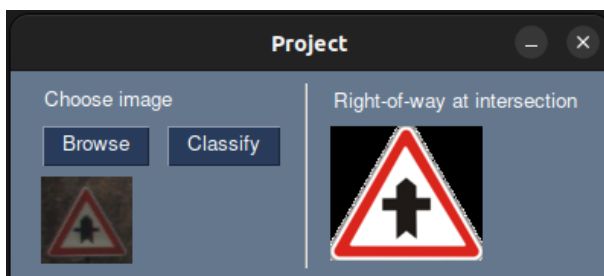 Project
Choose image
Browse
Classify
Right-of-way at intersection